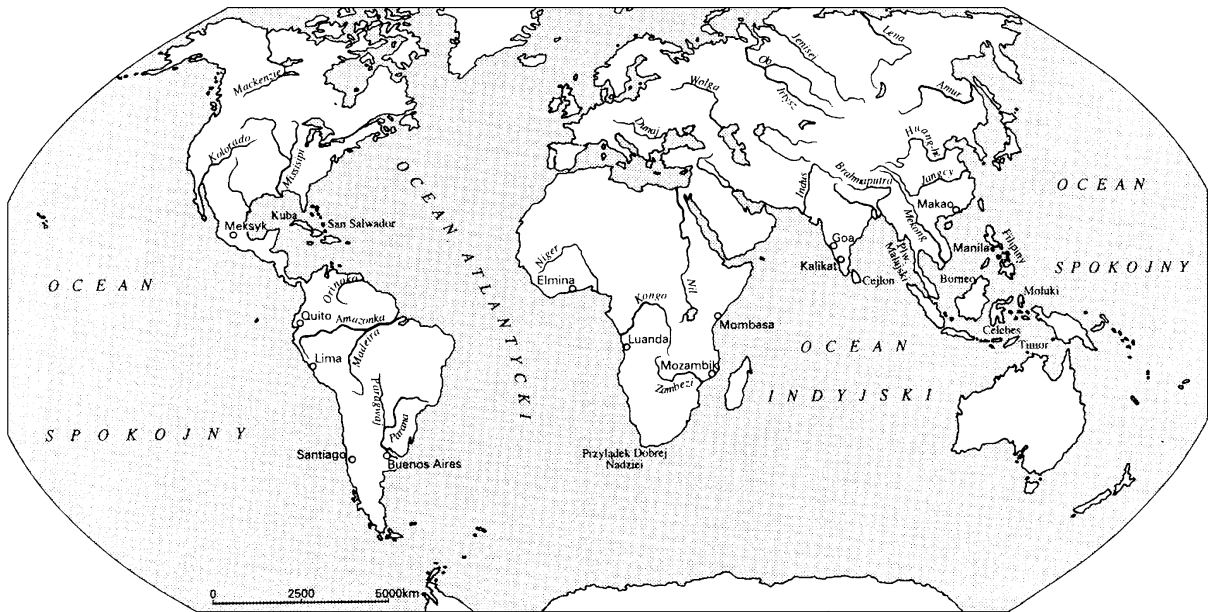 Mackenzie
Kolorado
Missisipi
Meksyk
Kuba
San Salwador
OCEAN
SPOKOJNY
OCEAN ATLANTYCKI
Orinoko
Quito
Amazonka
Madeira
Lima
Paragwaj
Parana
Santiago
Buenos Aires
Jenisej
Lena
Ob
Irtysz
Wołga
Dunaj
Amur
Huang-ho
Jangcy
Indus
Brahmaputra
Makao
Mekong
Goa
Kalikat
Cejlon
Płw.
Malajski
Manila
Filipiny
Borneo
Celebes
Moluki
Timor
OCEAN
SPOKOJNY
Niger
Elmina
Nil
Kongo
Mombasa
Luanda
Mozambik
Zambezi
OCEAN
INDYJSKI
Przylądek Dobrej
Nadziei
0 2500 5000km